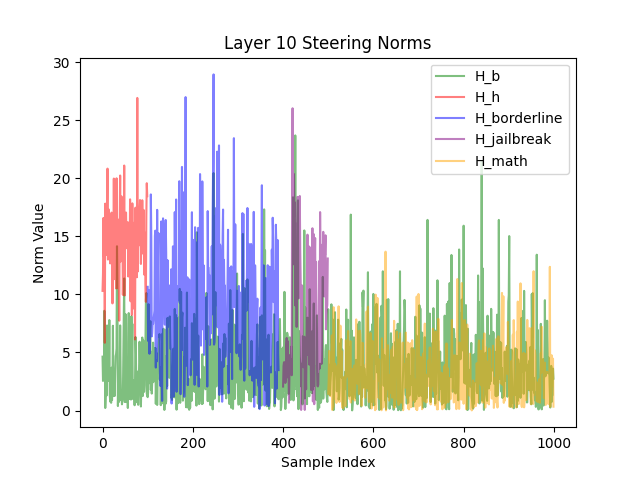 Layer 10 Steering Norms
30
25
20
15
10
5
0
Norm Value
H_b
H_h
H_borderline
H_jailbreak
H_math
0 200 400 600 800 1000
Sample Index